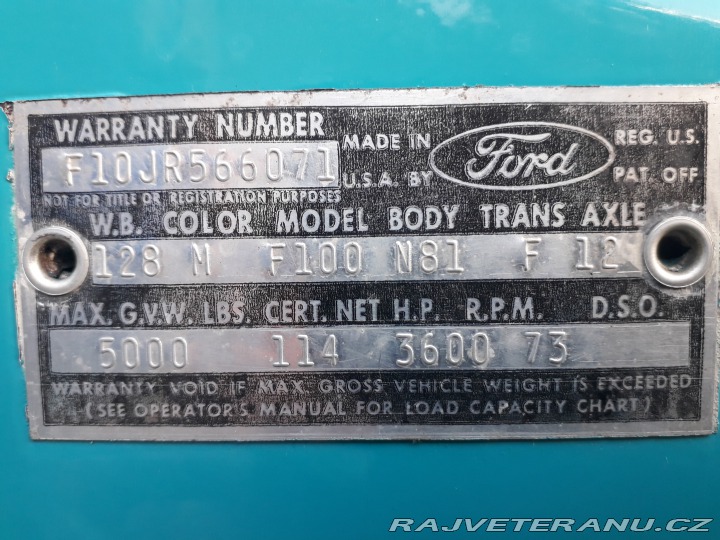 WARRANTY NUMBER
F10JR566071
MADE IN
U.S.A. BY
Ford
REG. U.S.
PAT. OFF
NOT FOR TITLE OR REGISTRATION PURPOSES
W.B. COLOR MODEL BODY TRANS AXLE
128 M F100 N81 F 12
MAX. G.V.W. LBS. CERT. NET H.P. R.P.M. D.S.O.
5000 114 3600 73
WARRANTY VOID IF MAX. GROSS VEHICLE WEIGHT IS EXCEEDED
(SEE OPERATOR'S MANUAL FOR LOAD CAPACITY CHART)
RAJVETERANU.CZ